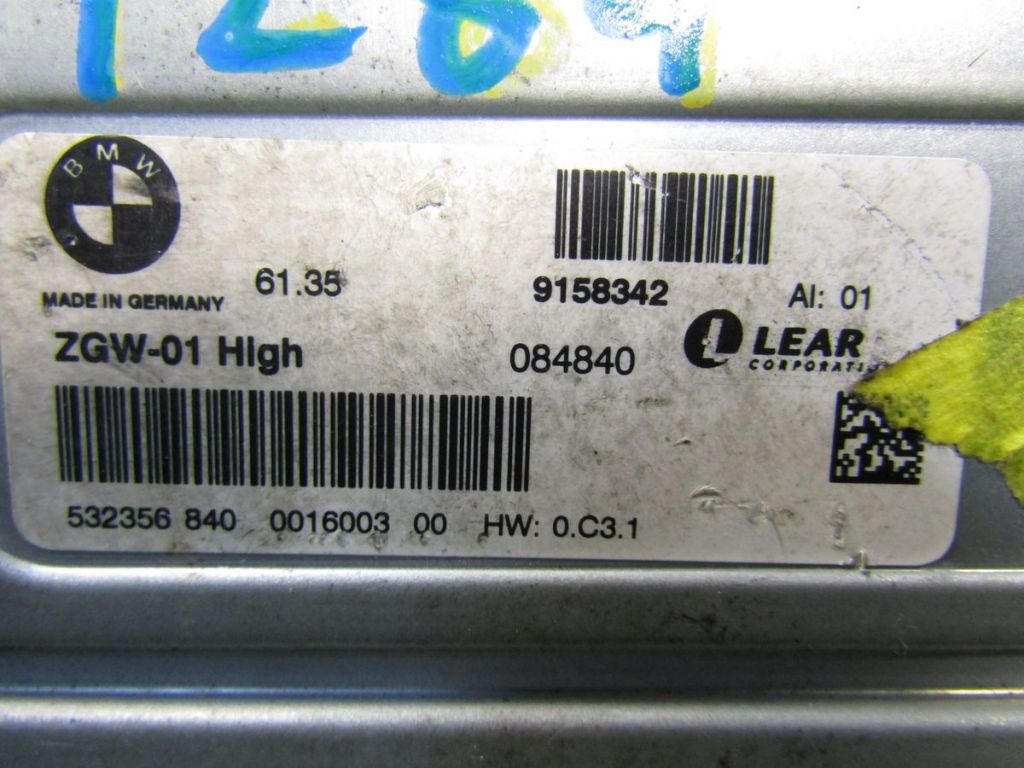 BMW
61.35
9158342
AI: 01
MADE IN GERMANY
ZGW-01 High
084840
LEAR
532356 840 0016003 00 HW: 0.C3.1